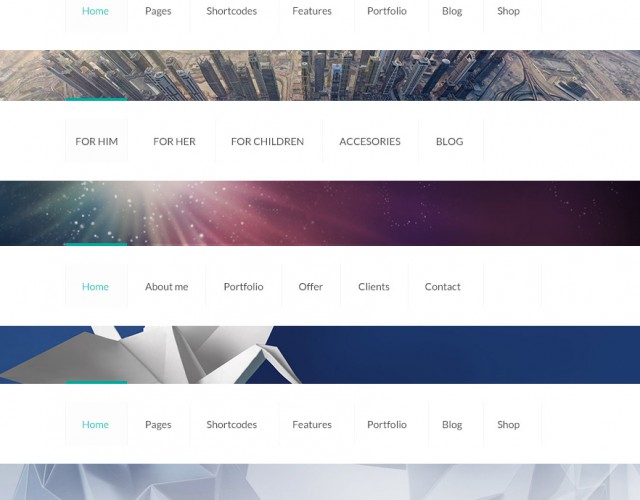 Home Pages Shortcodes Features Portfolio Blog Shop
FOR HIM FOR HER FOR CHILDREN ACCESORIES BLOG
Home About me Portfolio Offer Clients Contact
Home Pages Shortcodes Features Portfolio Blog Shop